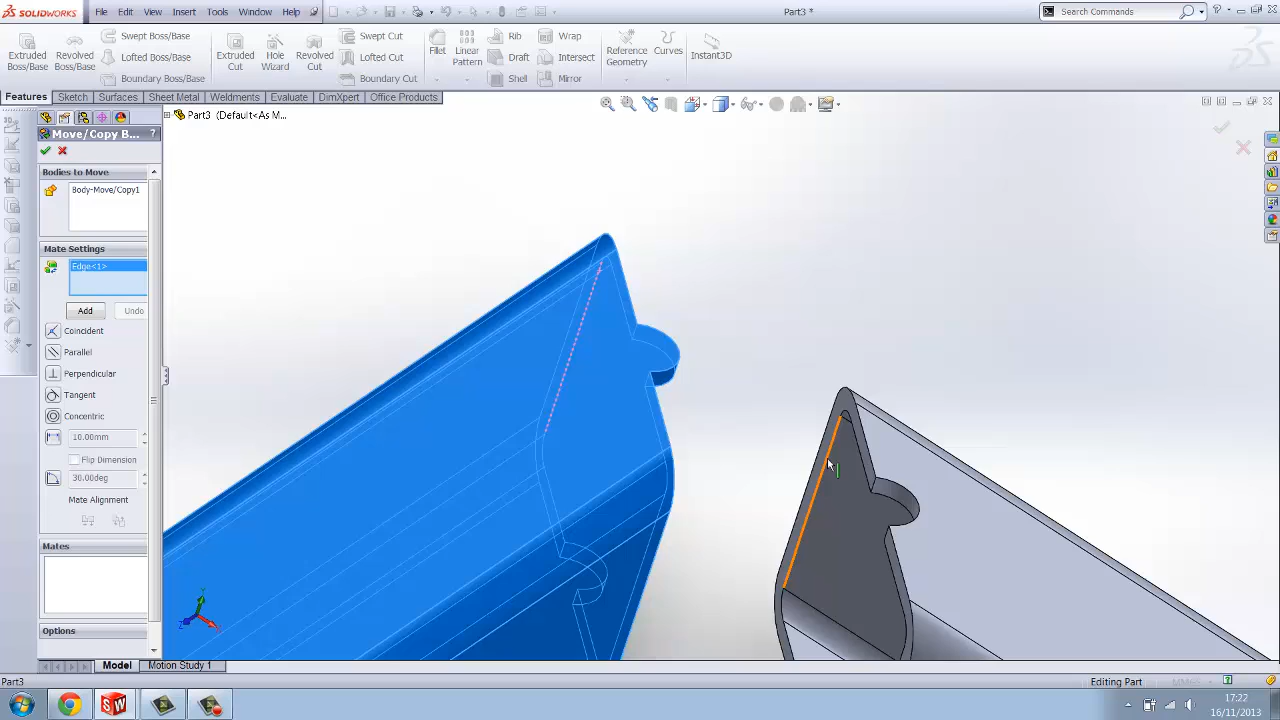 SOLIDWORKS File Edit View Insert Tools Window Help Part3 * Search Commands
Extruded Boss/Base
Revolved Boss/Base
Swept Boss/Base
Lofted Boss/Base
Boundary Boss/Base
Extruded Cut
Hole Wizard
Revolved Cut
Swept Cut
Lofted Cut
Boundary Cut
Fillet
Linear Pattern
Rib
Draft
Shell
Wrap
Intersect
Mirror
Reference Geometry
Curves
Instant3D
Features Sketch Surfaces Sheet Metal Weldments Evaluate DimXpert Office Products
Part3 (Default<As M...
Move/Copy B... ?
Bodies to Move
Body-Move/Copy1
Mate Settings
Edge<1>
Add Undo
Coincident
Parallel
Perpendicular
Tangent
Concentric
10.00mm
Flip Dimension
30.00deg
Mate Alignment
Mates
Options
Model Motion Study 1
Part3 Editing Part MMGS
17:22
16/11/2013